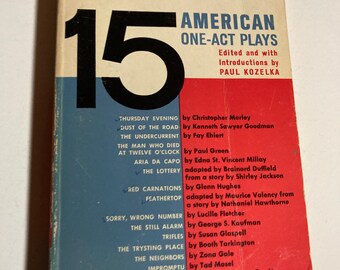 15 AMERICAN
ONE-ACT PLAYS
Edited and with
Introductions by
PAUL KOZELKA
THURSDAY EVENING by Christopher Morley
DUST OF THE ROAD by Kenneth Sawyer Goodman
THE UNDERCURRENT by Fay Ehlert
THE MAN WHO DIED
AT TWELVE O'CLOCK by Paul Green
ARIA DA CAPO by Edna St. Vincent Millay
THE LOTTERY adapted by Brainerd Duffield
from a story by Shirley Jackson
RED CARNATIONS by Glenn Hughes
FEATHERTOP adapted by Maurice Valency from
a story by Nathaniel Hawthorne
SORRY, WRONG NUMBER by Lucille Fletcher
THE STILL ALARM by George S. Kaufman
TRIFLES by Susan Glaspell
THE TRYSTING PLACE by Booth Tarkington
THE NEIGHBORS by Zona Gale
IMPROMPTU by Tad Mosel